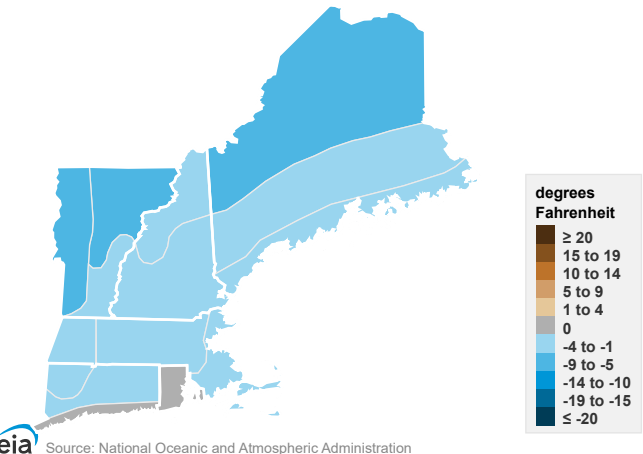 degrees
Fahrenheit
≥ 20
15 to 19
10 to 14
5 to 9
1 to 4
0
-4 to -1
-9 to -5
-14 to -10
-19 to -15
≤ -20
eia Source: National Oceanic and Atmospheric Administration